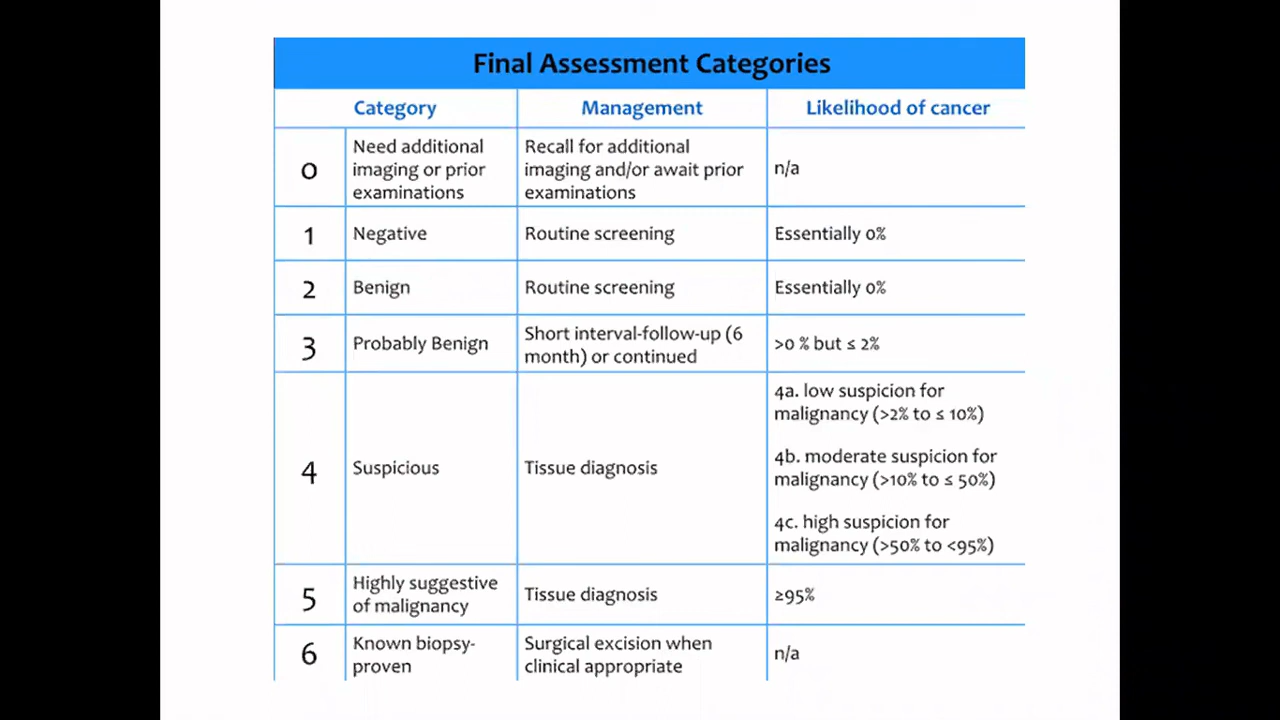 Final Assessment Categories
Category Management Likelihood of cancer
0
Need additional
imaging or prior
examinations
Recall for additional
imaging and/or await prior
examinations
n/a
1
Negative
Routine screening
Essentially 0%
2
Benign
Routine screening
Essentially 0%
3
Probably Benign
Short interval-follow-up (6
month) or continued
>0 % but ≤ 2%
4
Suspicious
Tissue diagnosis
4a. low suspicion for
malignancy (>2% to ≤ 10%)
4b. moderate suspicion for
malignancy (>10% to ≤ 50%)
4c. high suspicion for
malignancy (>50% to <95%)
5
Highly suggestive
of malignancy
Tissue diagnosis
≥95%
6
Known biopsy-
proven
Surgical excision when
clinical appropriate
n/a